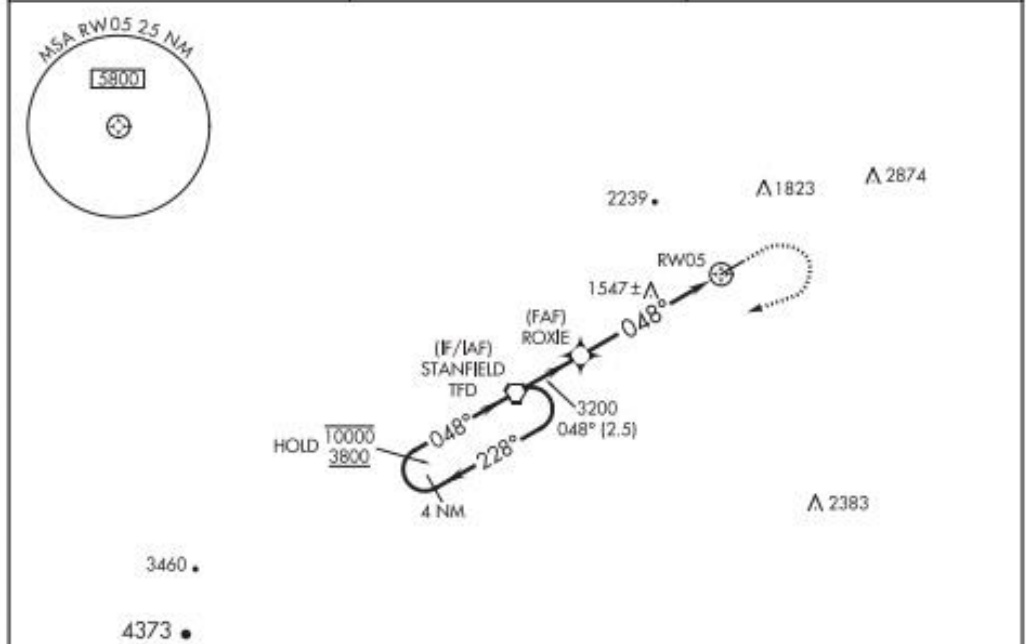 MSA RW05 25 NM
5800
2239
1823
2874
RW05
1547±
048°
(FAF)
ROXIE
(IF/IAF)
STANFIELD
TFD
3200
048° (2.5)
HOLD 10000
3800
048°
228°
4 NM
2383
3460
4373